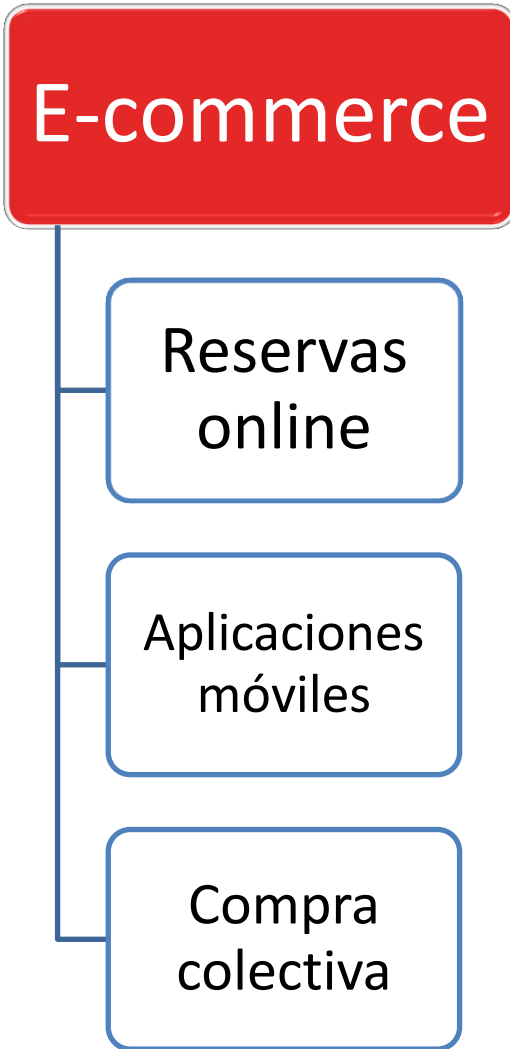 E-commerce
Reservas
online
Aplicaciones
móviles
Compra
colectiva